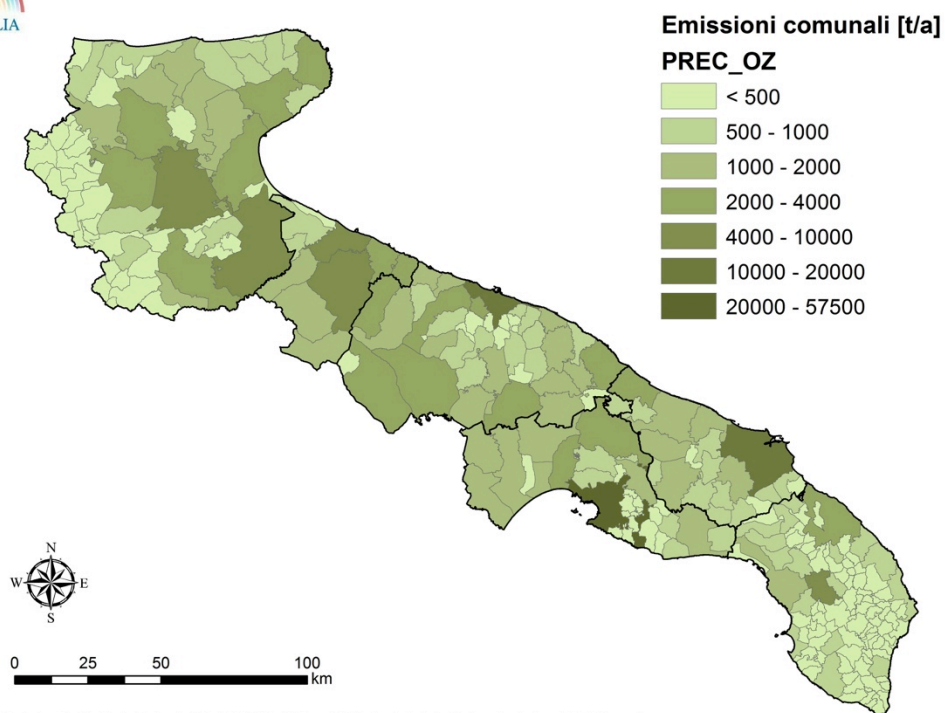 LIA
Emissioni comunali [t/a]
PREC_OZ
< 500
500 - 1000
1000 - 2000
2000 - 4000
4000 - 10000
10000 - 20000
20000 - 57500
N
W E
S
0 25 50 100
km